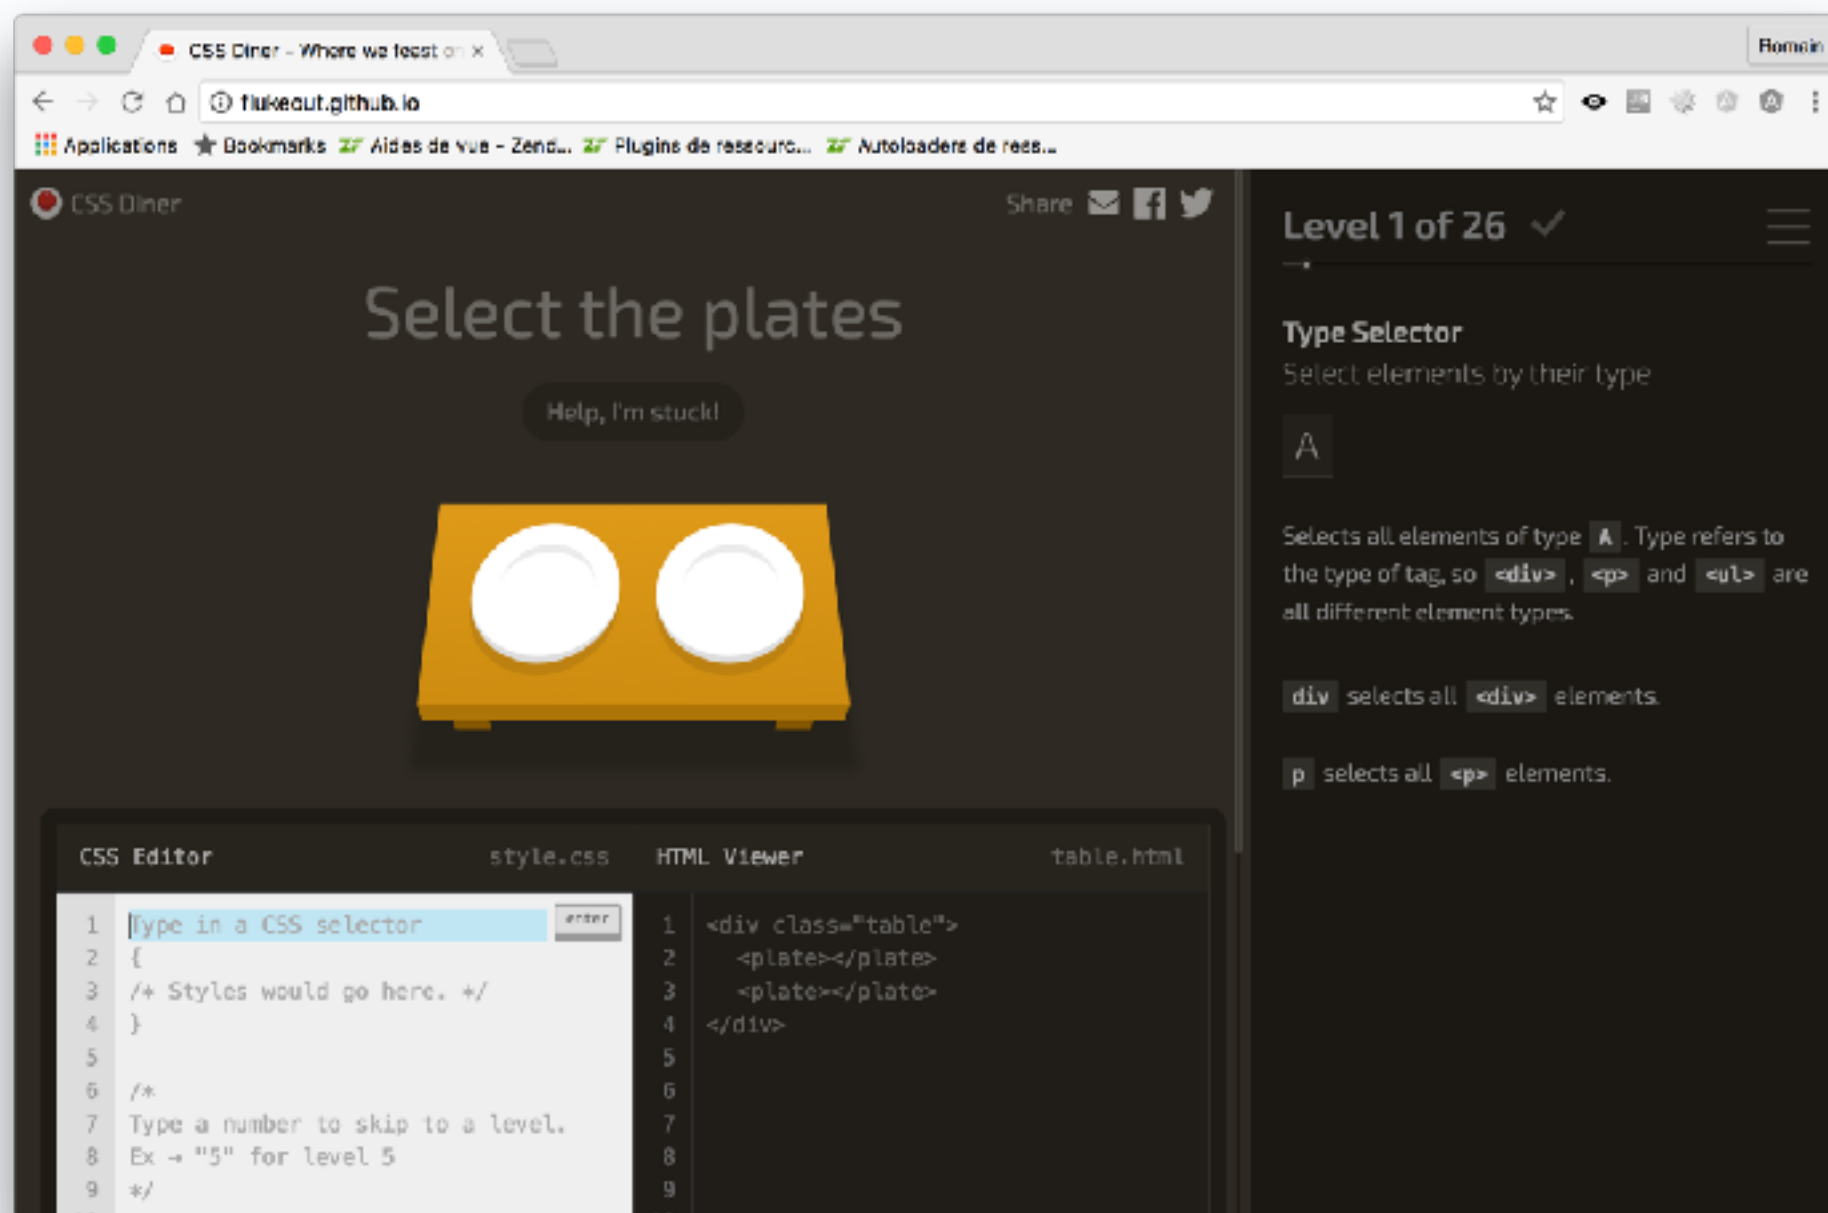 CSS Diner - Where we feast on
Romain
flukeout.github.io
Applications Bookmarks Aides de vue - Zend... Plugins de ressourc... Autoloaders de ress...
CSS Diner
Share
Select the plates
Help, I'm stuck!
CSS Editor style.css
1 Type in a CSS selector enter
2 {
3 /* Styles would go here. */
4 }
5
6 /*
7 Type a number to skip to a level.
8 Ex → "5" for level 5
9 */
HTML Viewer table.html
1 <div class="table">
2 <plate></plate>
3 <plate></plate>
4 </div>
5
6
7
8
9
Level 1 of 26
Type Selector
Select elements by their type
A
Selects all elements of type A. Type refers to
the type of tag, so <div>, <p> and <ul> are
all different element types.
div selects all <div> elements.
p selects all <p> elements.